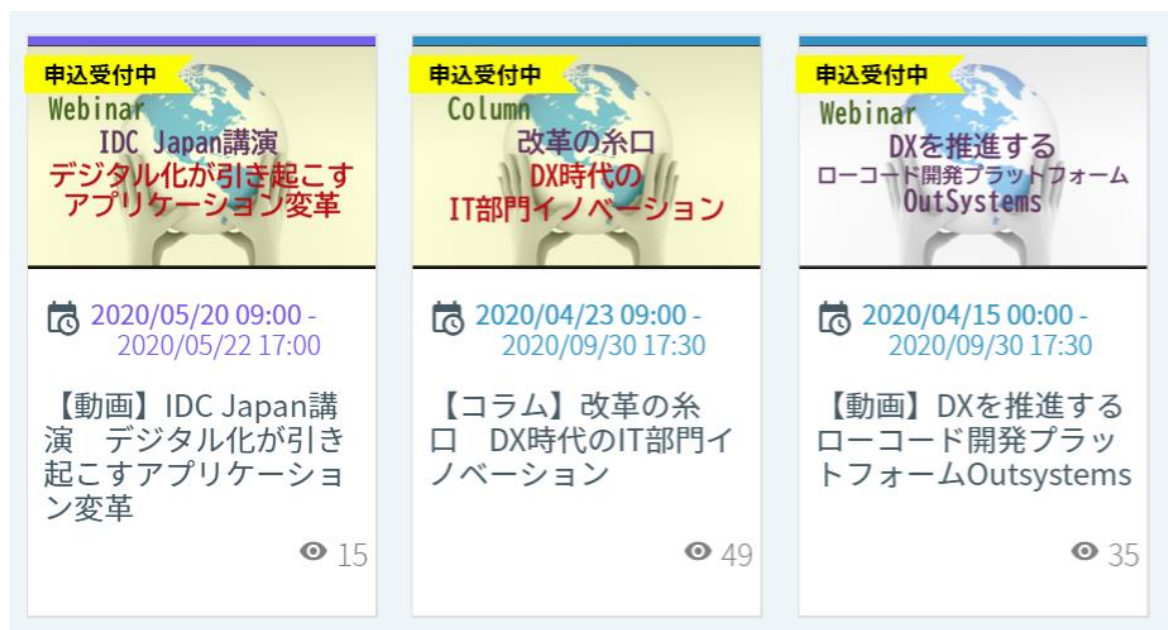 申込受付中
Webinar
IDC Japan講演
デジタル化が引き起こす
アプリケーション変革
2020/05/20 09:00 -
2020/05/22 17:00
【動画】IDC Japan講
演　デジタル化が引き
起こすアプリケーショ
ン変革
15
申込受付中
Column
改革の糸口
DX時代の
IT部門イノベーション
2020/04/23 09:00 -
2020/09/30 17:30
【コラム】改革の糸
口　DX時代のIT部門イ
ノベーション
49
申込受付中
Webinar
DXを推進する
ローコード開発プラットフォーム
OutSystems
2020/04/15 00:00 -
2020/09/30 17:30
【動画】DXを推進する
ローコード開発プラッ
トフォームOutsystems
35